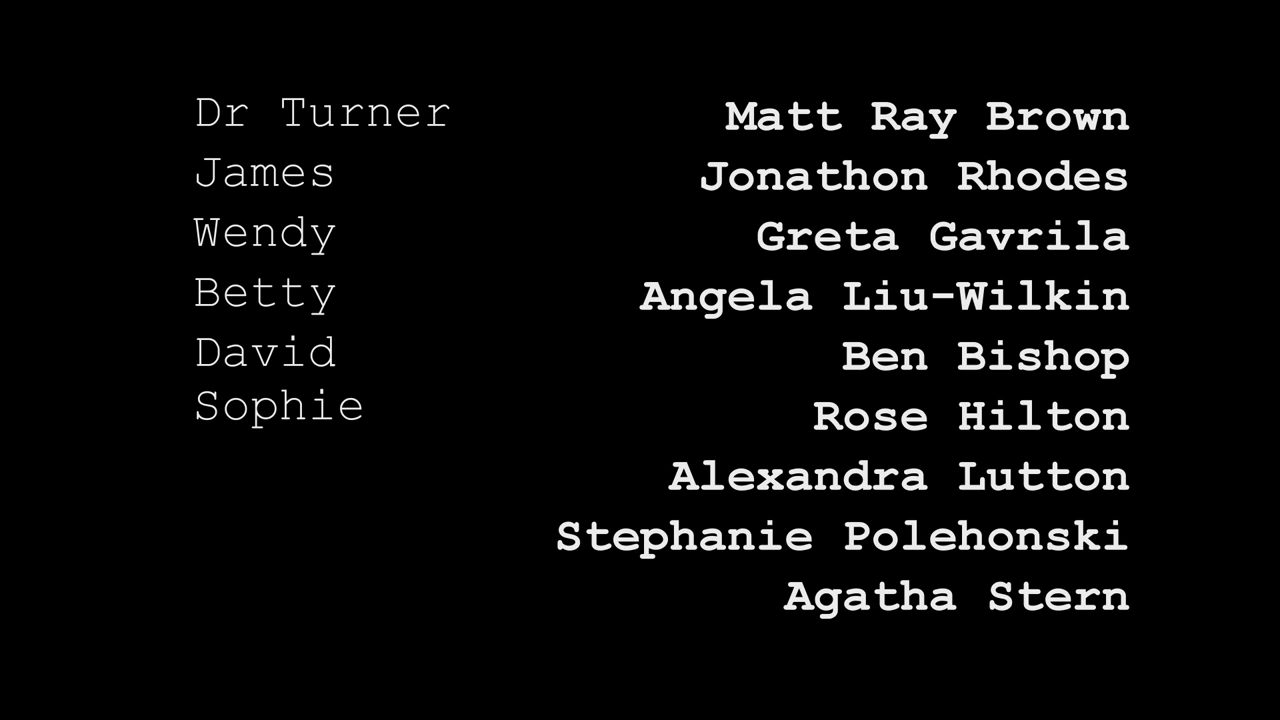 Dr Turner Matt Ray Brown
James Jonathon Rhodes
Wendy Greta Gavrila
Betty Angela Liu-Wilkin
David Ben Bishop
Sophie Rose Hilton
Alexandra Lutton
Stephanie Polehonski
Agatha Stern